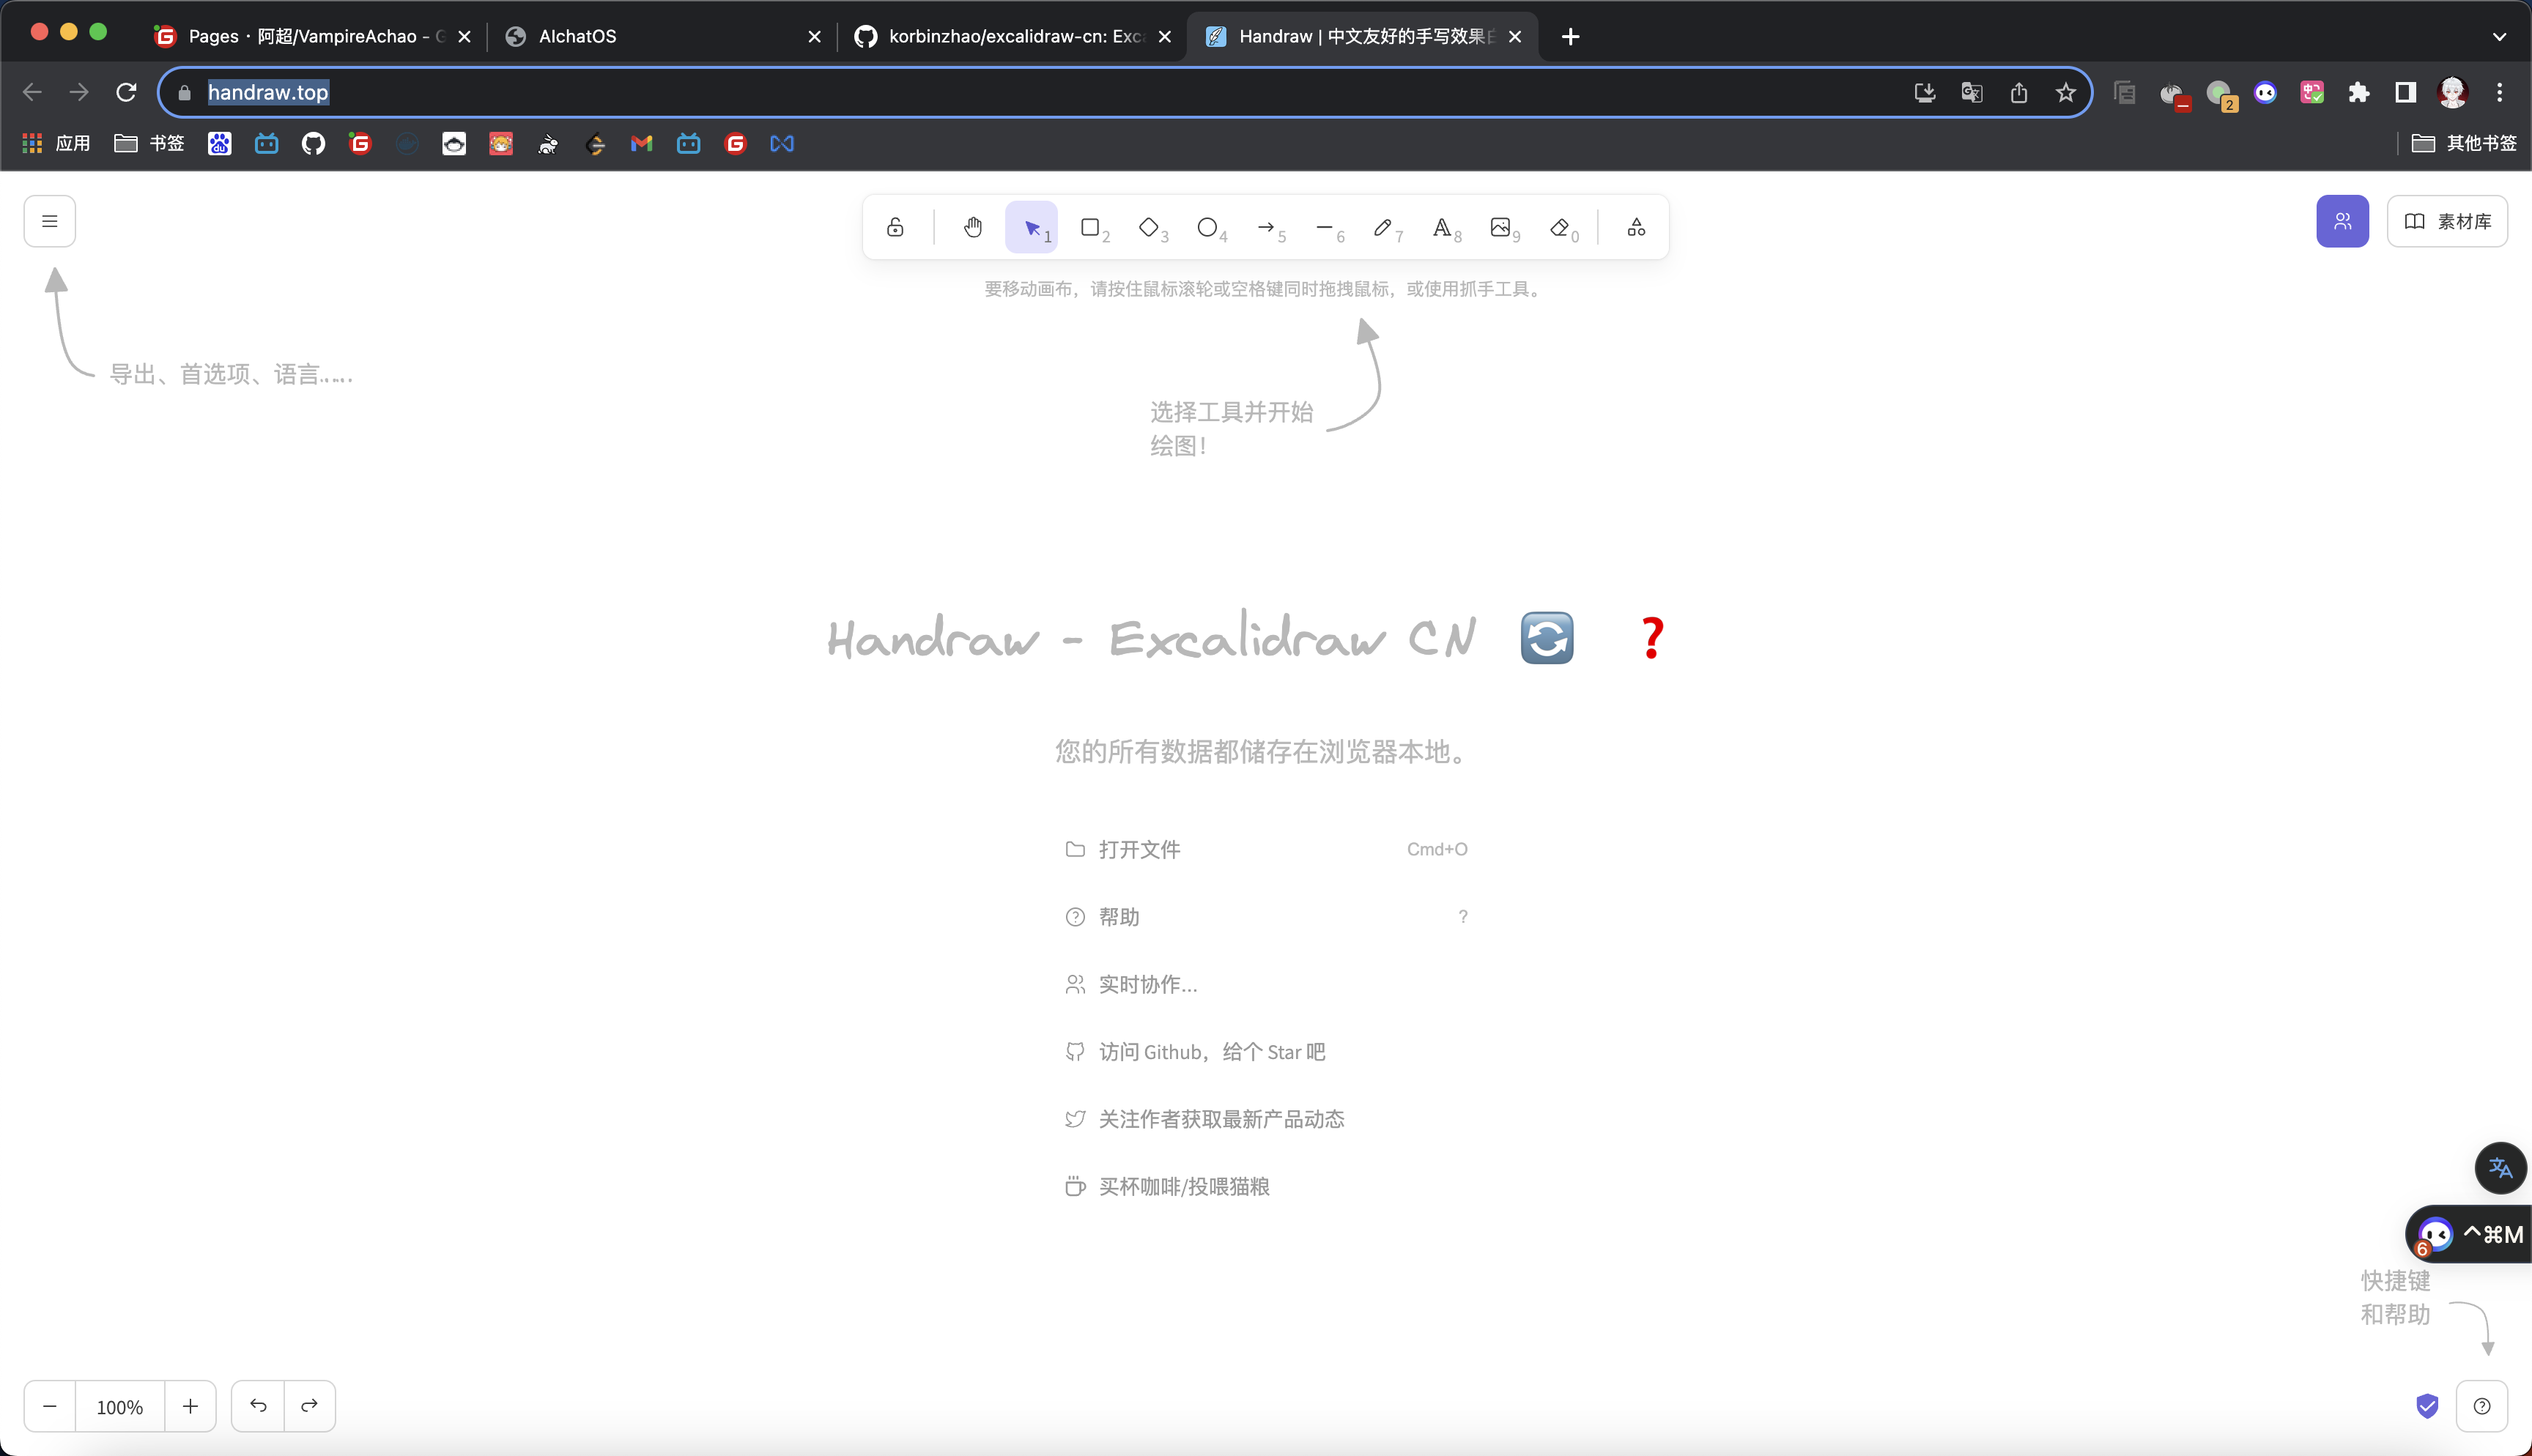 Pages · 阿超/VampireAchao - G
AIchatOS
korbinzhao/excalidraw-cn: Exc
Handraw | 中文友好的手写效果
handraw.top
2
应用
书签
其他书签
1
2
3
4
5
6
7
8
9
0
素材库
要移动画布，请按住鼠标滚轮或空格键同时拖拽鼠标，或使用抓手工具。
导出、首选项、语言……
选择工具并开始
绘图！
Handraw - Excalidraw CN
?
您的所有数据都储存在浏览器本地。
打开文件 Cmd+O
帮助 ?
实时协作...
访问 Github，给个 Star 吧
关注作者获取最新产品动态
买杯咖啡/投喂猫粮
6 ^⌘M
快捷键
和帮助
100%